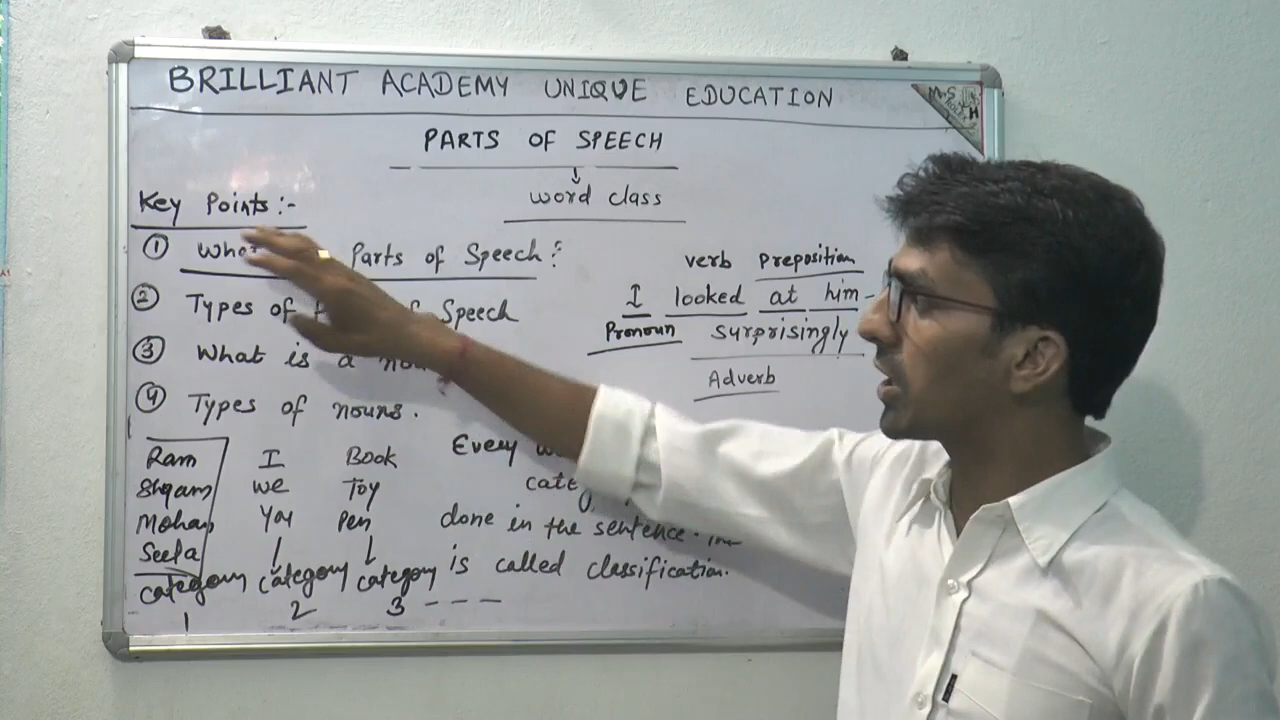 BRILLIANT ACADEMY UNIQUE EDUCATION
M.S
H
PARTS OF SPEECH
word class
Key Points:-
① Parts of Speech?
② Types of Speech
③ What is a
④ Types of nouns.
verb preposition
I looked at him
Pronoun surprisingly
Adverb
Ram I Book
Shyam we Toy
Mohan You Pen
Seeta
category category category
1 2 3 - - -
Every
done in the sentence.
is called classification.